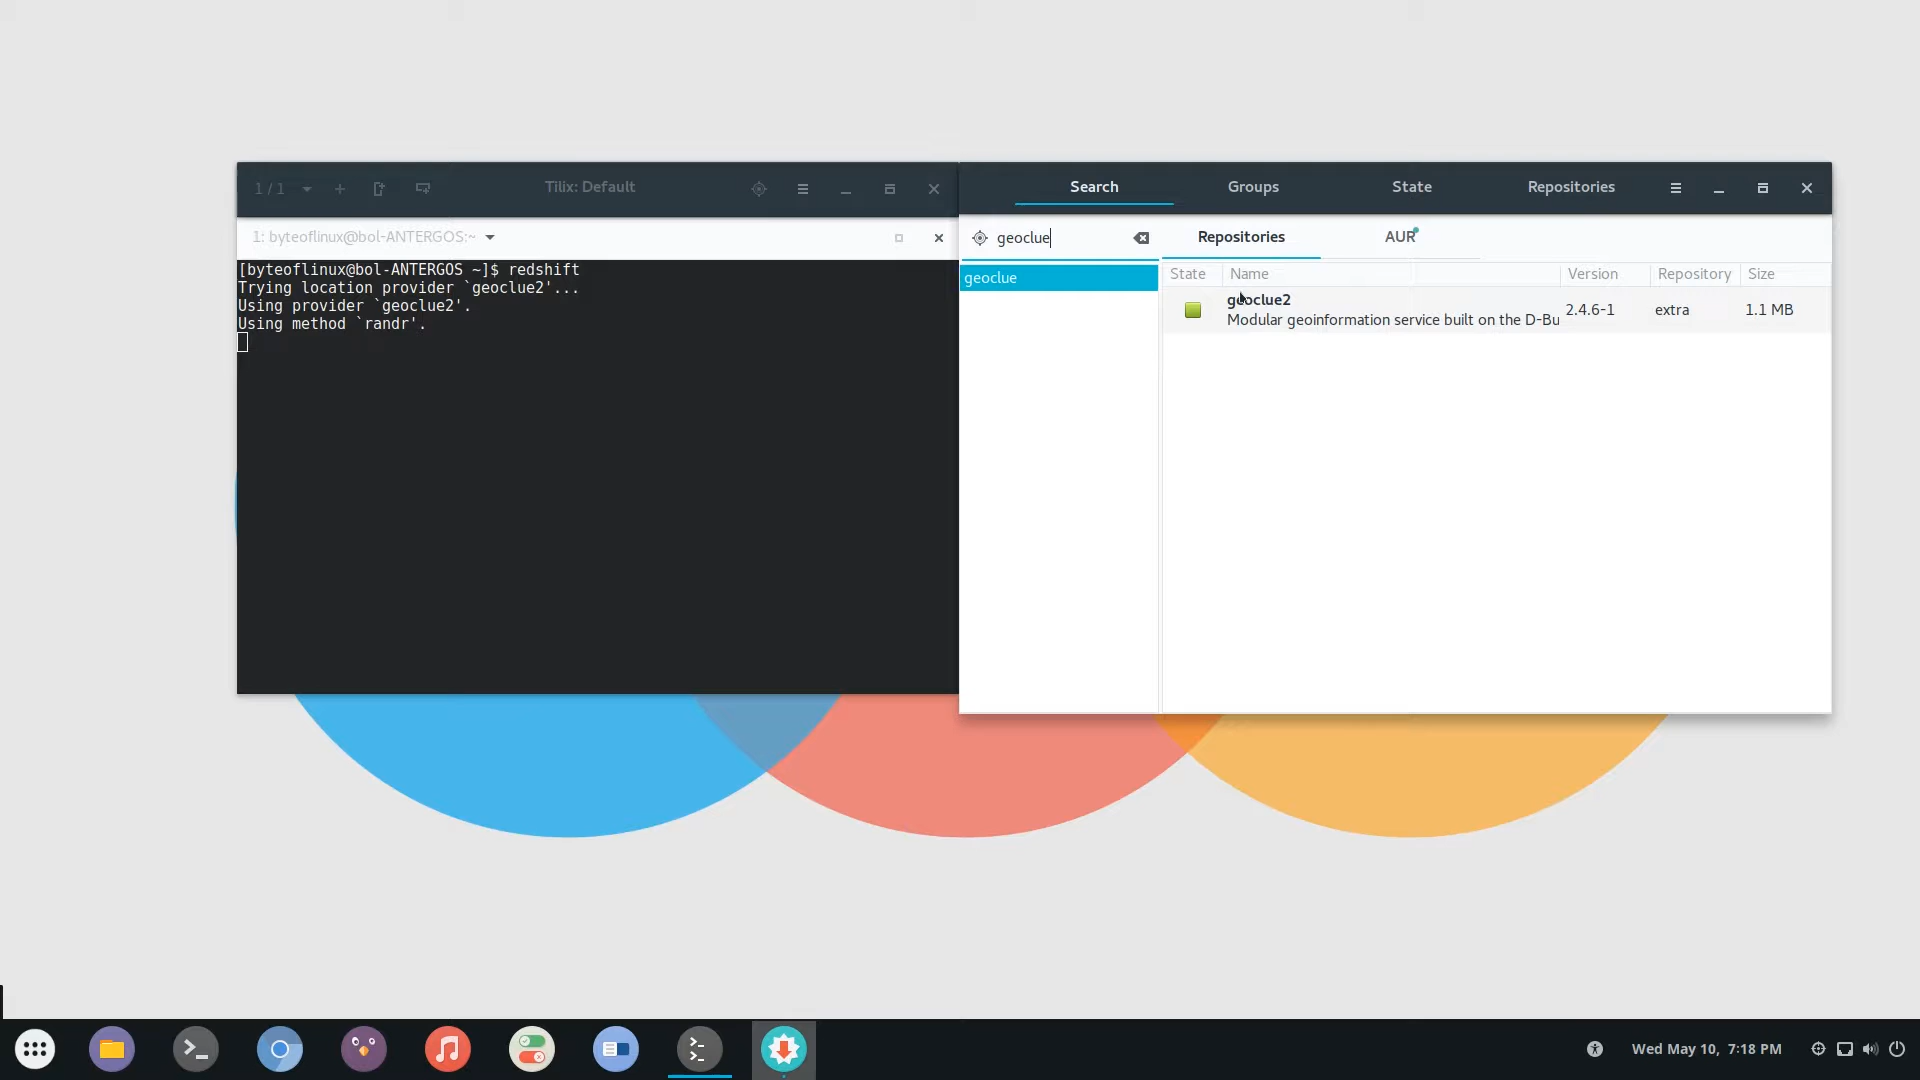 1 / 1
Tilix: Default
1: byteoflinux@bol-ANTERGOS:~
[byteoflinux@bol-ANTERGOS ~]$ redshift
Trying location provider `geoclue2'...
Using provider `geoclue2'.
Using method `randr'.
Search
Groups
State
Repositories
geoclue
Repositories
AUR
geoclue
State
Name
Version
Repository
Size
geoclue2
Modular geoinformation service built on the D-Bu
2.4.6-1
extra
1.1 MB
Wed May 10, 7:18 PM